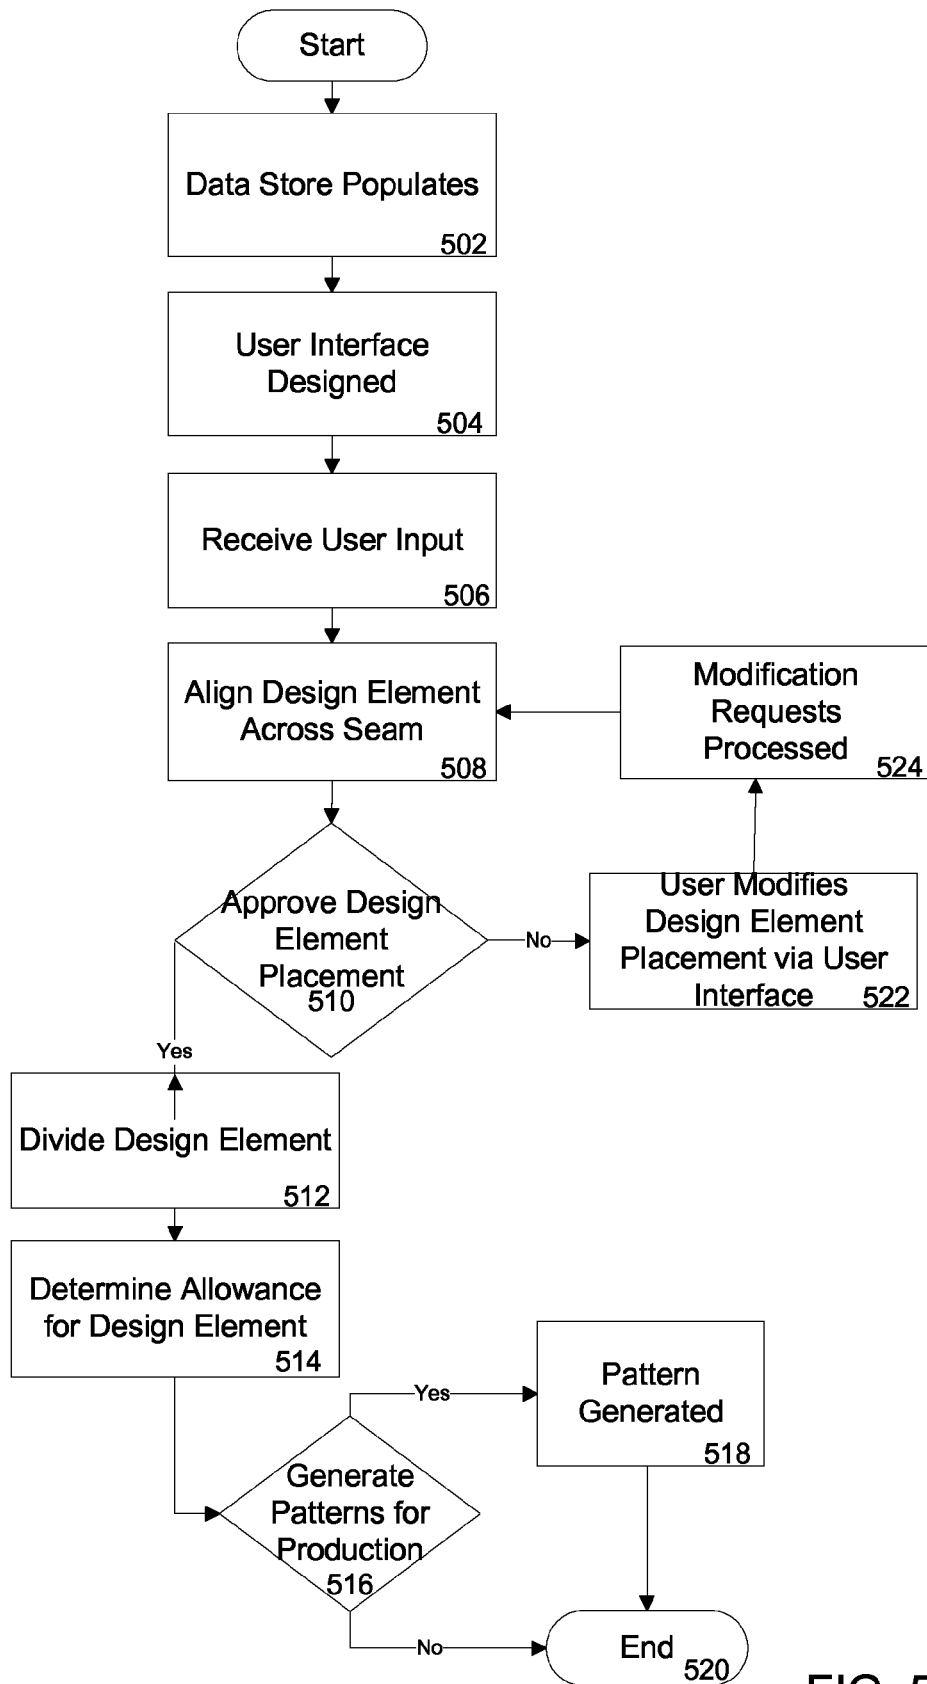 Start
Data Store Populates
502
User Interface
Designed
504
Receive User Input
506
Align Design Element
Across Seam
508
Modification
Requests
Processed
524
Approve Design
Element
Placement
510
No
User Modifies
Design Element
Placement via User
Interface
522
Yes
Divide Design Element
512
Determine Allowance
for Design Element
514
Yes
Pattern
Generated
518
Generate
Patterns for
Production
516
No
End
520
FIG. 5